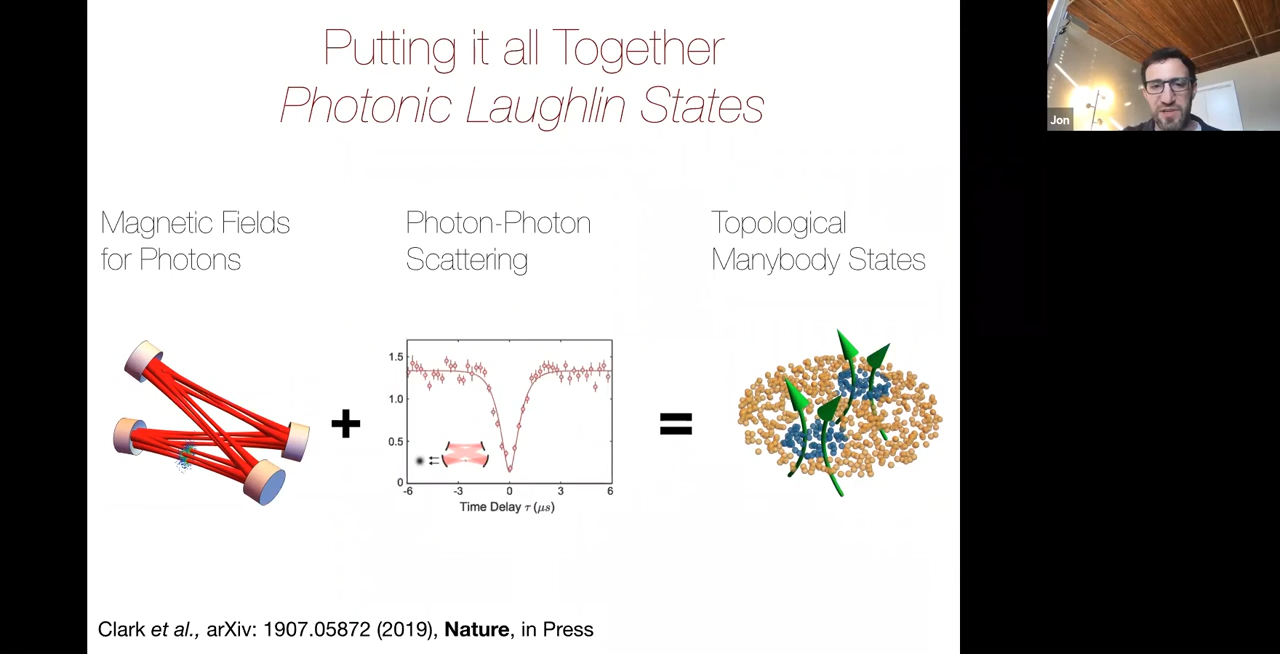 Putting it all Together
Photonic Laughlin States
Jon
Magnetic Fields
for Photons
Photon-Photon
Scattering
Topological
Manybody States
1.5
1.0
0.5
0
-6 -3 0 3 6
Time Delay τ (μs)
+
=
Clark et al., arXiv: 1907.05872 (2019), Nature, in Press